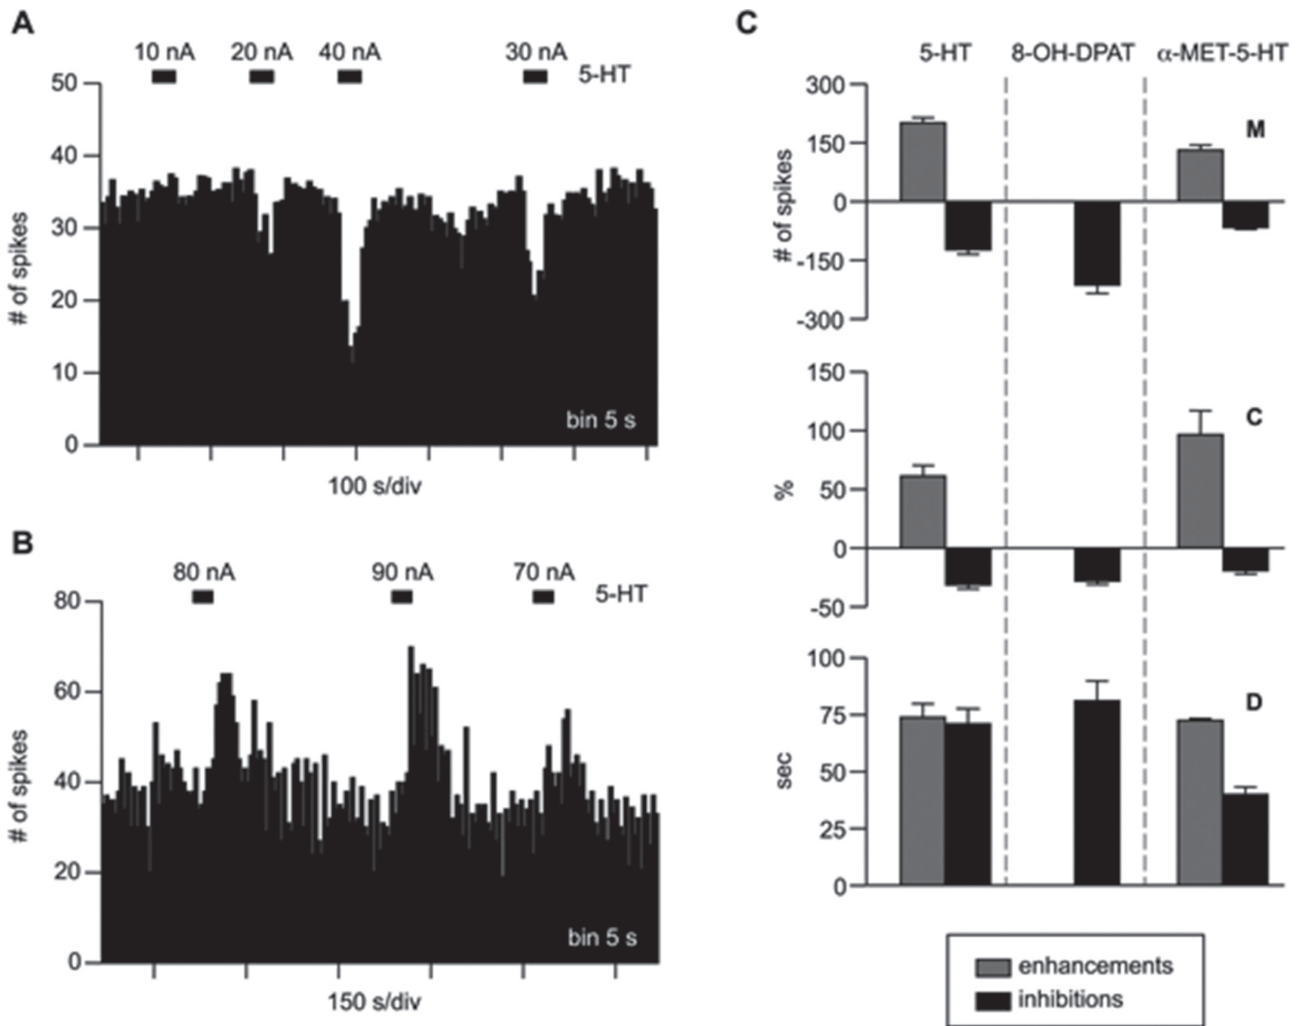 A
10 nA 20 nA 40 nA 30 nA
5-HT
50
40
30
20
10
0
# of spikes
bin 5 s
100 s/div
B
80 nA 90 nA 70 nA
5-HT
80
60
40
20
0
# of spikes
bin 5 s
150 s/div
C
5-HT 8-OH-DPAT α-MET-5-HT
300
150
0
-150
-300
# of spikes
M
150
100
50
0
-50
%
C
100
75
50
25
0
sec
D
enhancements
inhibitions